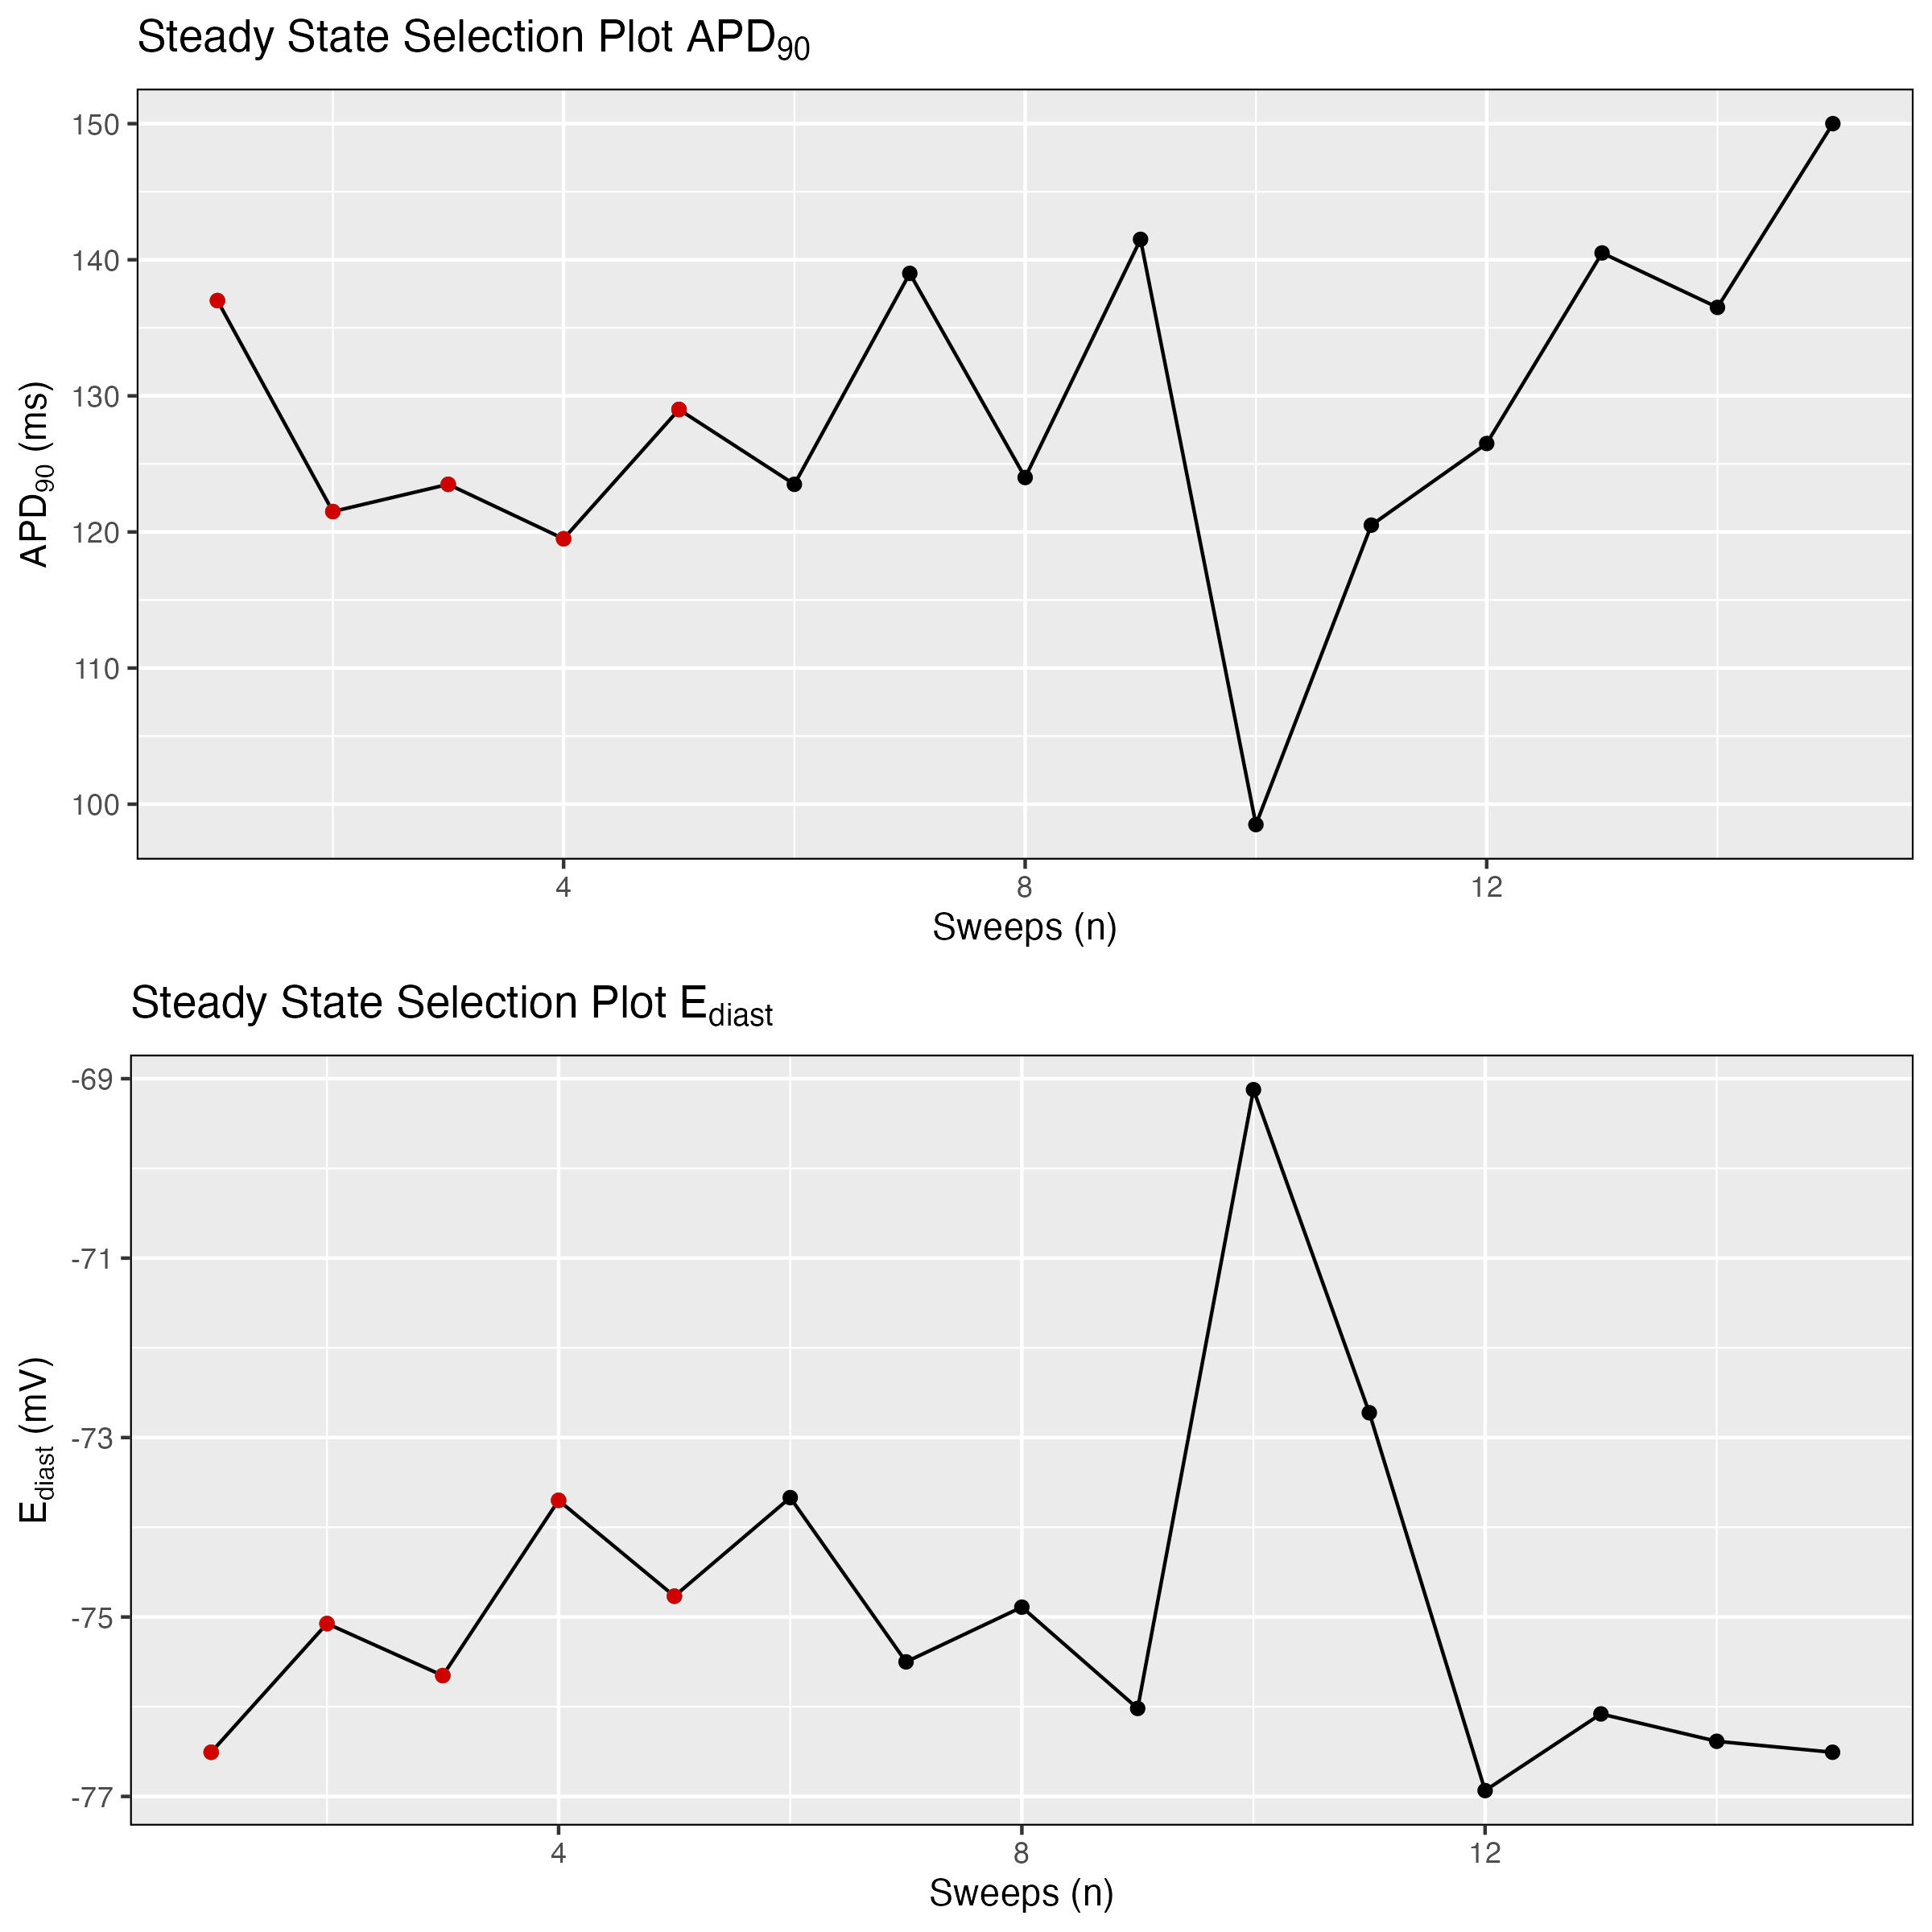 Steady State Selection Plot APD90
150
140
130
120
110
100
APD90 (ms)
4 8 12
Sweeps (n)
Steady State Selection Plot Ediast
-69
-71
-73
-75
-77
Ediast (mV)
4 8 12
Sweeps (n)